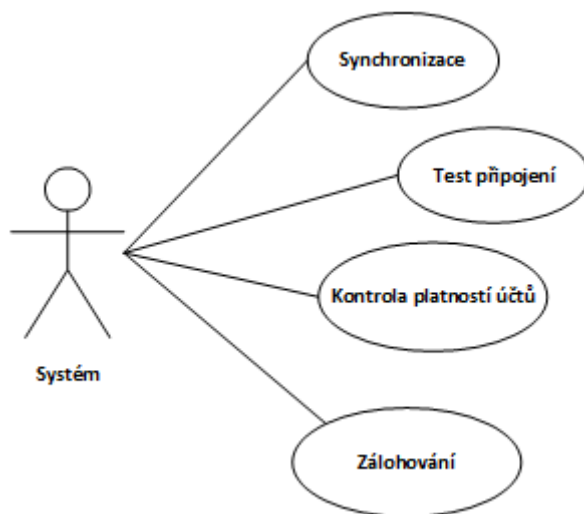 Synchronizace
Test připojení
Kontrola platností účtů
Systém
Zálohování